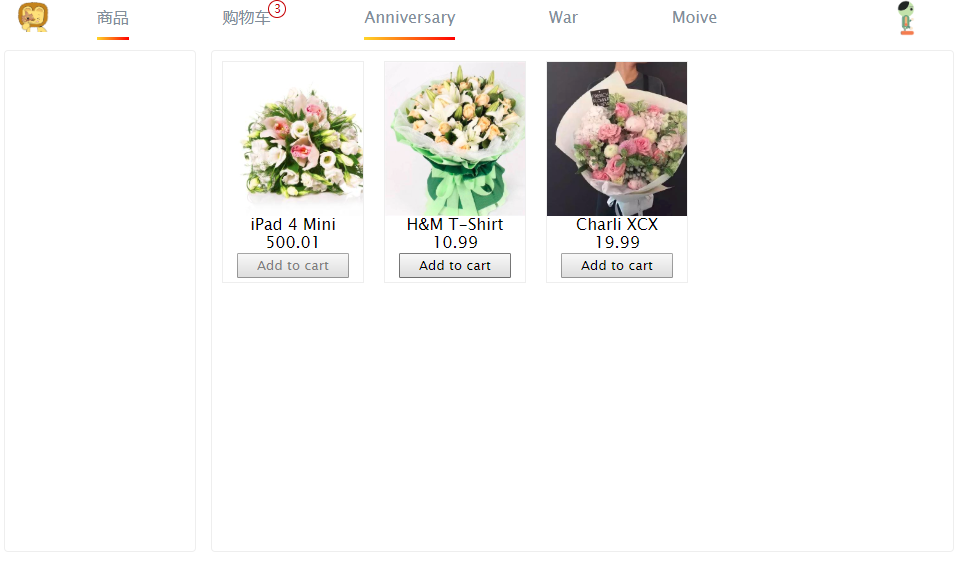 商品 购物车 3 Anniversary War Moive
iPad 4 Mini
500.01
Add to cart
H&M T-Shirt
10.99
Add to cart
Charli XCX
19.99
Add to cart